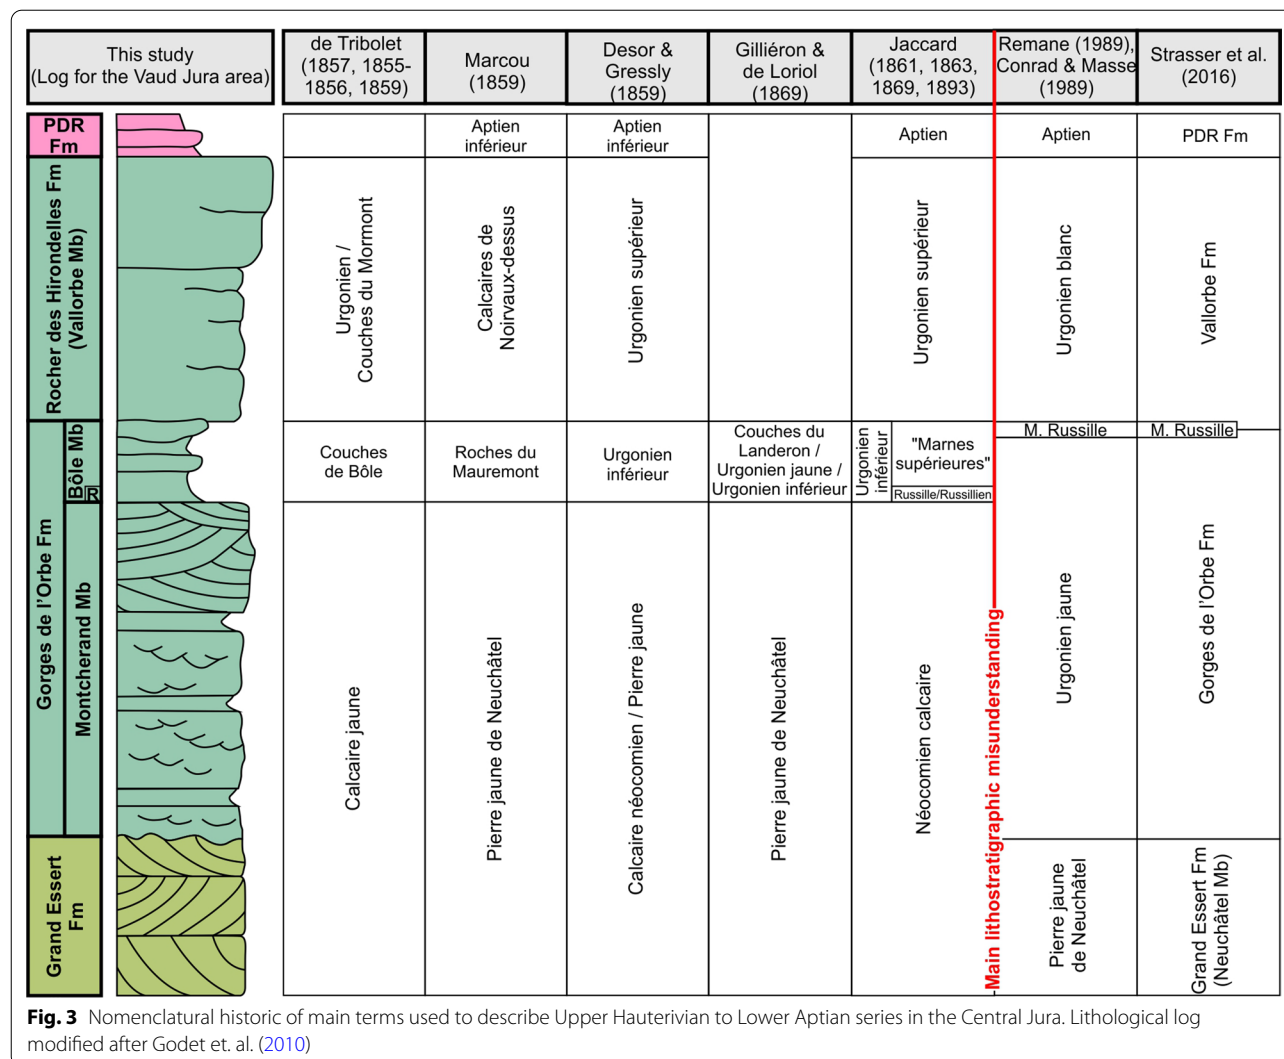 This study
(Log for the Vaud Jura area)
de Tribolet
(1857, 1855-
1856, 1859)
Marcou
(1859)
Desor &
Gressly
(1859)
Gilliéron &
de Loriol
(1869)
Jaccard
(1861, 1863,
1869, 1893)
Remane (1989),
Conrad & Masse
(1989)
Strasser et al.
(2016)
PDR
Fm
Rocher des Hirondelles Fm
(Vallorbe Mb)
Gorges de l'Orbe Fm
Bôle Mb
R
Montcherand Mb
Grand Essert
Fm
Urgonien /
Couches du Mormont
Couches
de Bôle
Calcaire jaune
Aptien
inférieur
Calcaires de
Noirvaux-dessus
Roches du
Mauremont
Pierre jaune de Neuchâtel
Aptien
inférieur
Urgonien supérieur
Urgonien
inférieur
Calcaire néocomien / Pierre jaune
Couches du
Landeron /
Urgonien jaune /
Urgonien inférieur
Pierre jaune de Neuchâtel
Aptien
Urgonien supérieur
Urgonien
inférieur
"Marnes
supérieures"
Russille/Russillien
Néocomien calcaire
Main lithostratigraphic misunderstanding
Aptien
Urgonien blanc
M. Russille
Urgonien jaune
Pierre jaune
de Neuchâtel
PDR Fm
Vallorbe Fm
M. Russille
Gorges de l'Orbe Fm
Grand Essert Fm
(Neuchâtel Mb)
Fig. 3 Nomenclatural historic of main terms used to describe Upper Hauterivian to Lower Aptian series in the Central Jura. Lithological log
modified after Godet et. al. (2010)